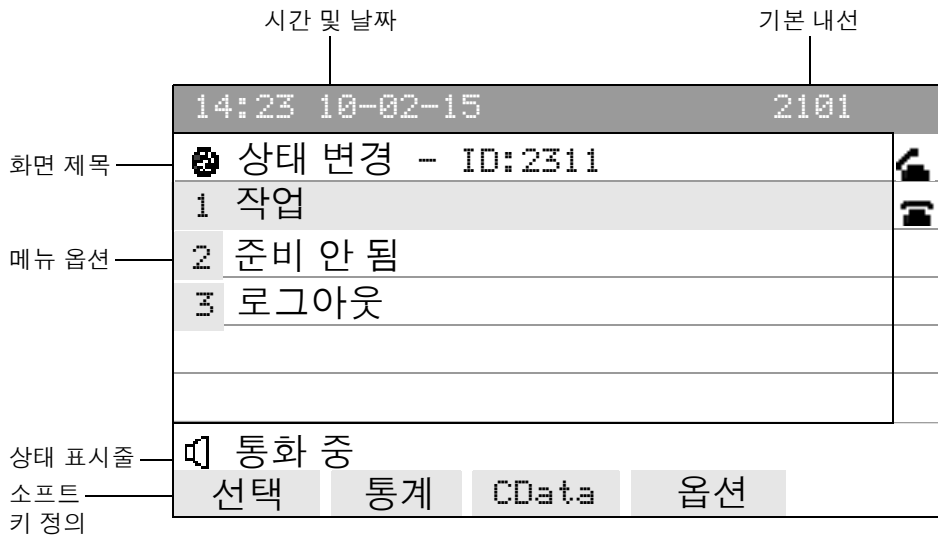 시간 및 날짜
기본 내선
14:23 10-02-15 2101
화면 제목
상태 변경 - ID:2311
1 작업
메뉴 옵션
2 준비 안 됨
3 로그아웃
상태 표시줄
통화 중
소프트
키 정의
선택 통계 CData 옵션